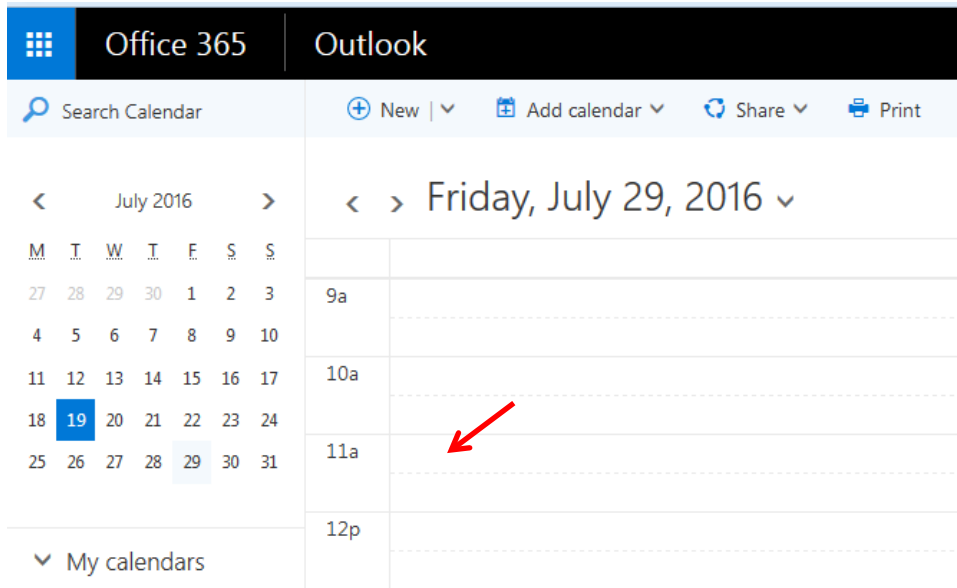 Office 365 Outlook
Search Calendar New | Add calendar Share Print
July 2016
M T W T F S S
27 28 29 30 1 2 3
4 5 6 7 8 9 10
11 12 13 14 15 16 17
18 19 20 21 22 23 24
25 26 27 28 29 30 31
My calendars
Friday, July 29, 2016
9a
10a
11a
12p